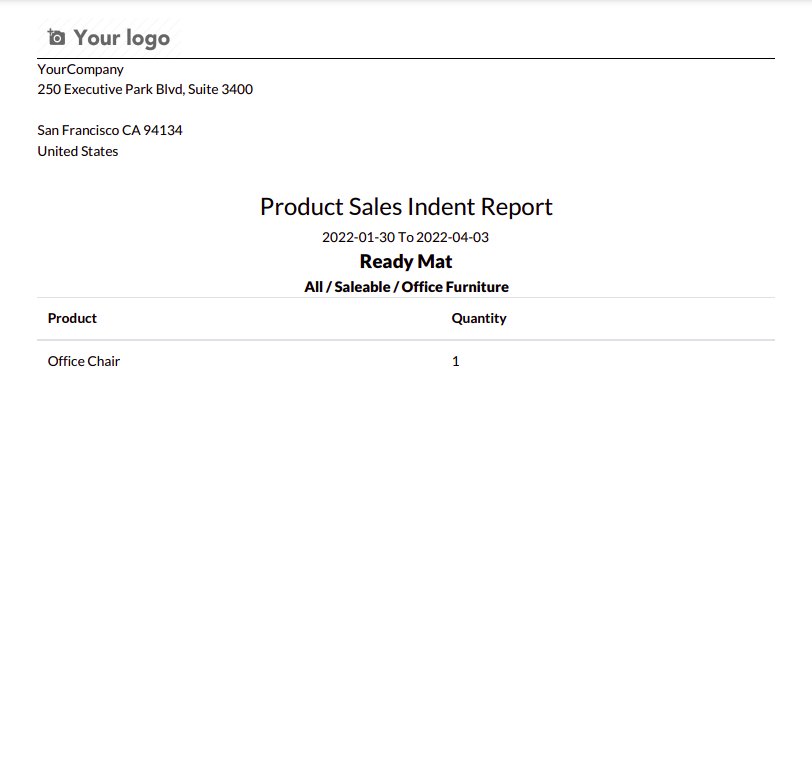 Your logo
YourCompany
250 Executive Park Blvd, Suite 3400
San Francisco CA 94134
United States
Product Sales Indent Report
2022-01-30 To 2022-04-03
Ready Mat
All / Saleable / Office Furniture
Product Quantity
Office Chair 1